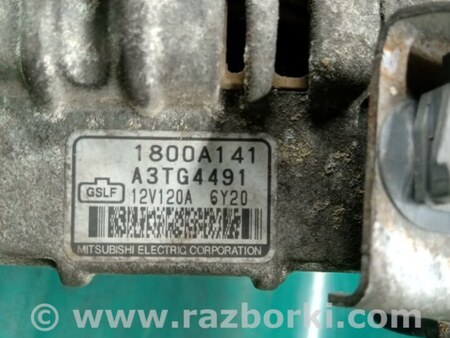 1800A141
A3TG4491
GSLF 12V120A 6Y20
MITSUBISHI ELECTRIC CORPORATION
www.razborki.com